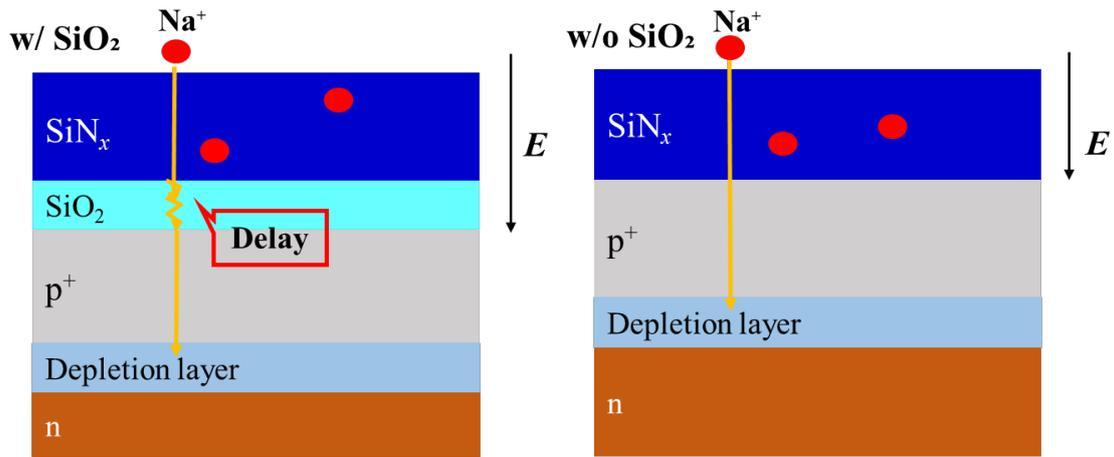 w/ SiO₂
Na⁺
SiNₓ
E
SiO₂
Delay
p⁺
Depletion layer
n
w/o SiO₂
Na⁺
SiNₓ
E
p⁺
Depletion layer
n